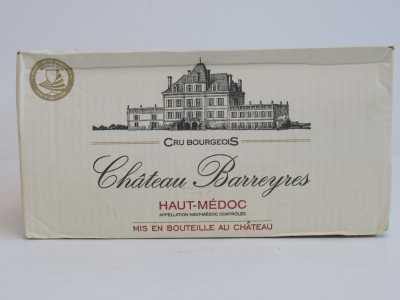 CRU BOURGEOIS
Château Barreyres
HAUT-MÉDOC
APPELLATION HAUT-MÉDOC CONTRÔLÉE
MIS EN BOUTEILLE AU CHÂTEAU